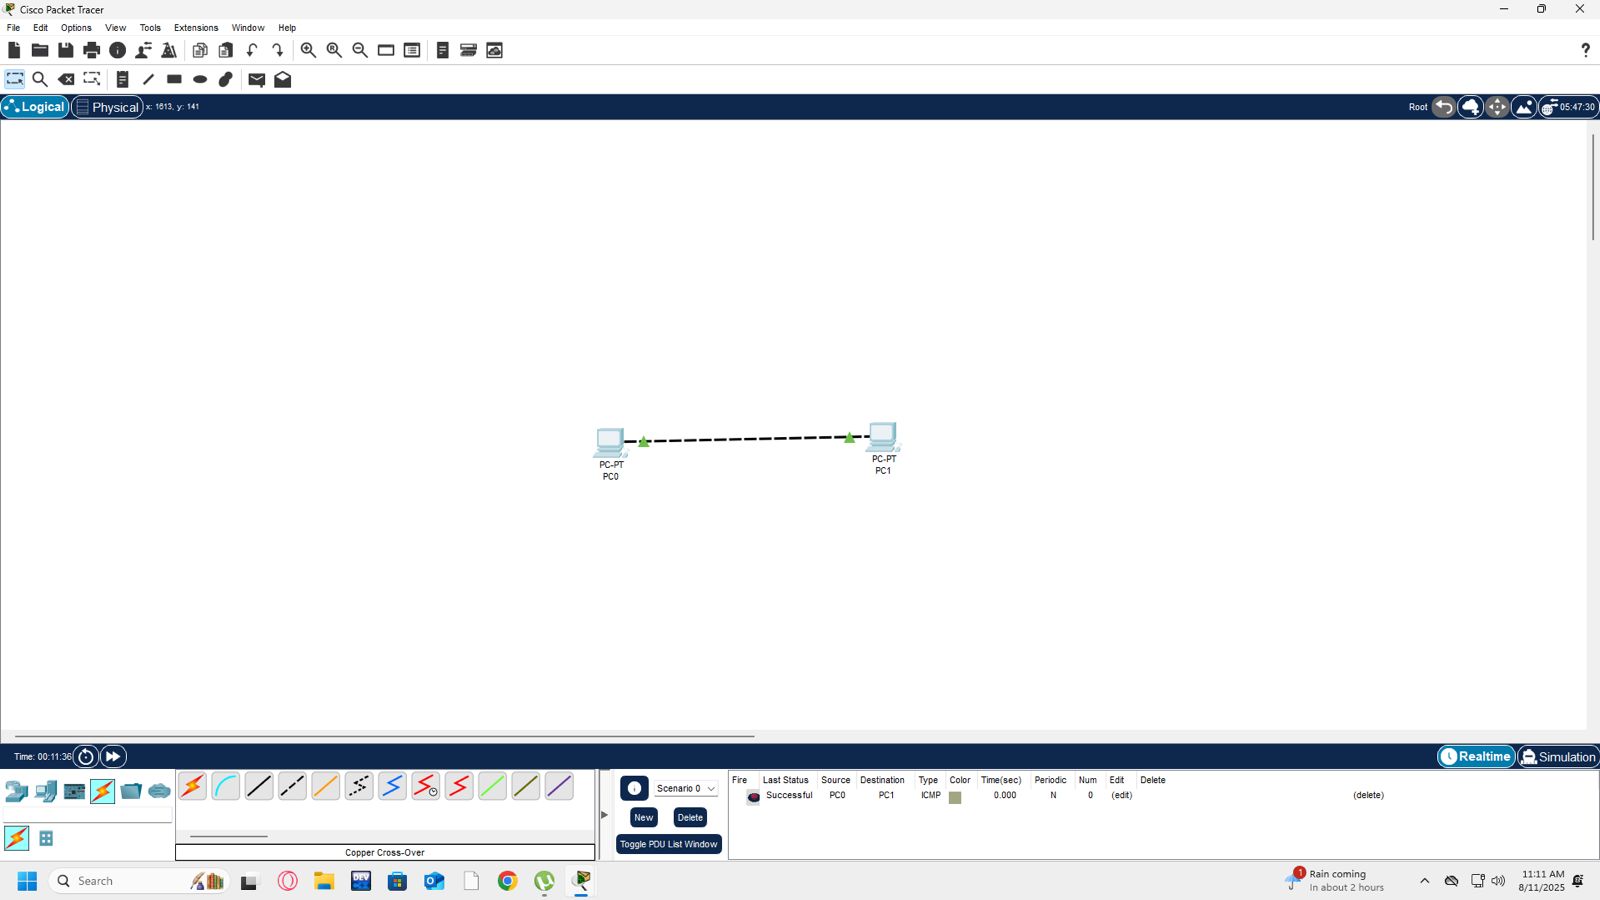 Cisco Packet Tracer
File Edit Options View Tools Extensions Window Help
?
Logical Physical x: 1613, y: 141 Root 05:47:30
PC-PT
PC0
PC-PT
PC1
Time: 00:11:36 Realtime Simulation
Scenario 0
New Delete
Toggle PDU List Window
Fire Last Status Source Destination Type Color Time(sec) Periodic Num Edit Delete
Successful PC0 PC1 ICMP 0.000 N 0 (edit) (delete)
Copper Cross-Over
Search
DEV
1
Rain coming
In about 2 hours
11:11 AM
8/11/2025